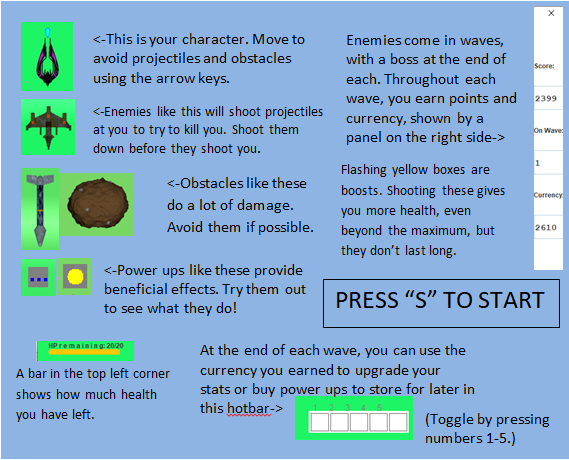 <-This is your character. Move to
avoid projectiles and obstacles
using the arrow keys.
<-Enemies like this will shoot projectiles
at you to try to kill you. Shoot them
down before they shoot you.
<-Obstacles like these
do a lot of damage.
Avoid them if possible.
<-Power ups like these provide
beneficial effects. Try them out
to see what they do!
Enemies come in waves,
with a boss at the end of
each. Throughout each
wave, you earn points and
currency, shown by a
panel on the right side->
Flashing yellow boxes are
boosts. Shooting these gives
you more health, even
beyond the maximum, but
they don’t last long.
Score:
2399
On Wave:
1
Currency:
2610
PRESS “S” TO START
HP remaining: 20/20
A bar in the top left corner
shows how much health
you have left.
At the end of each wave, you can use the
currency you earned to upgrade your
stats or buy power ups to store for later in
this hotbar->
1 2 3 4 5
(Toggle by pressing
numbers 1-5.)